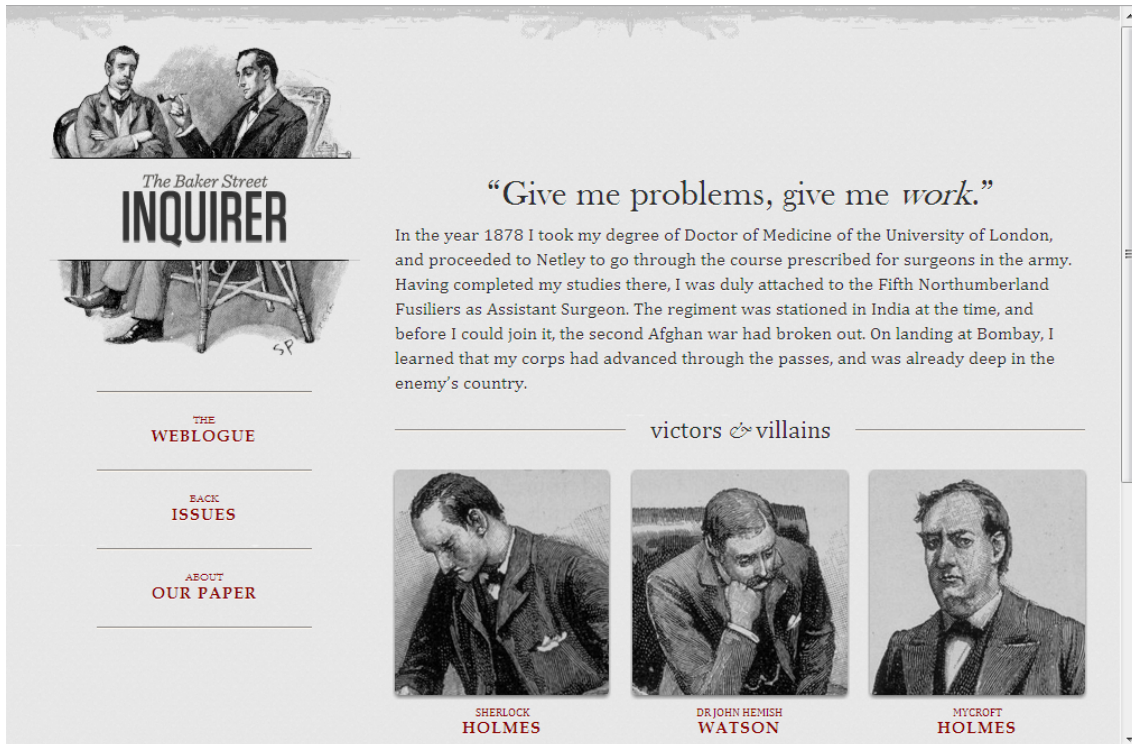 The Baker Street
INQUIRER
SP
THE
WEBLOGUE
BACK
ISSUES
ABOUT
OUR PAPER
“Give me problems, give me work.”
In the year 1878 I took my degree of Doctor of Medicine of the University of London,
and proceeded to Netley to go through the course prescribed for surgeons in the army.
Having completed my studies there, I was duly attached to the Fifth Northumberland
Fusiliers as Assistant Surgeon. The regiment was stationed in India at the time, and
before I could join it, the second Afghan war had broken out. On landing at Bombay, I
learned that my corps had advanced through the passes, and was already deep in the
enemy’s country.
victors & villains
SHERLOCK
HOLMES
DR JOHN HEMISH
WATSON
MYCROFT
HOLMES